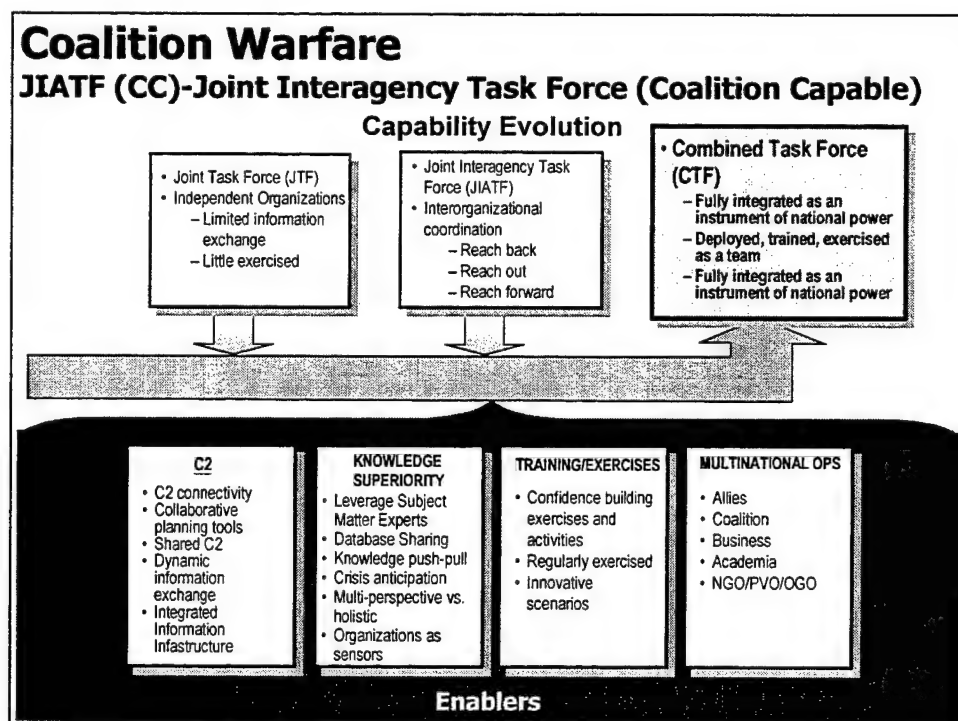 Coalition Warfare
JIATF (CC)-Joint Interagency Task Force (Coalition Capable)
Capability Evolution
• Joint Task Force (JTF)
• Independent Organizations
– Limited information
exchange
– Little exercised
• Joint Interagency Task
Force (JIATF)
• Interorganizational
coordination
– Reach back
– Reach out
– Reach forward
• Combined Task Force
(CTF)
– Fully integrated as an
instrument of national power
– Deployed, trained, exercised
as a team
– Fully integrated as an
instrument of national power
C2
• C2 connectivity
• Collaborative
planning tools
• Shared C2
• Dynamic
information
exchange
• Integrated
Information
Infastructure
KNOWLEDGE
SUPERIORITY
• Leverage Subject
Matter Experts
• Database Sharing
• Knowledge push-pull
• Crisis anticipation
• Multi-perspective vs.
holistic
• Organizations as
sensors
TRAINING/EXERCISES
• Confidence building
exercises and
activities
• Regularly exercised
• Innovative
scenarios
MULTINATIONAL OPS
• Allies
• Coalition
• Business
• Academia
• NGO/PVO/OGO
Enablers